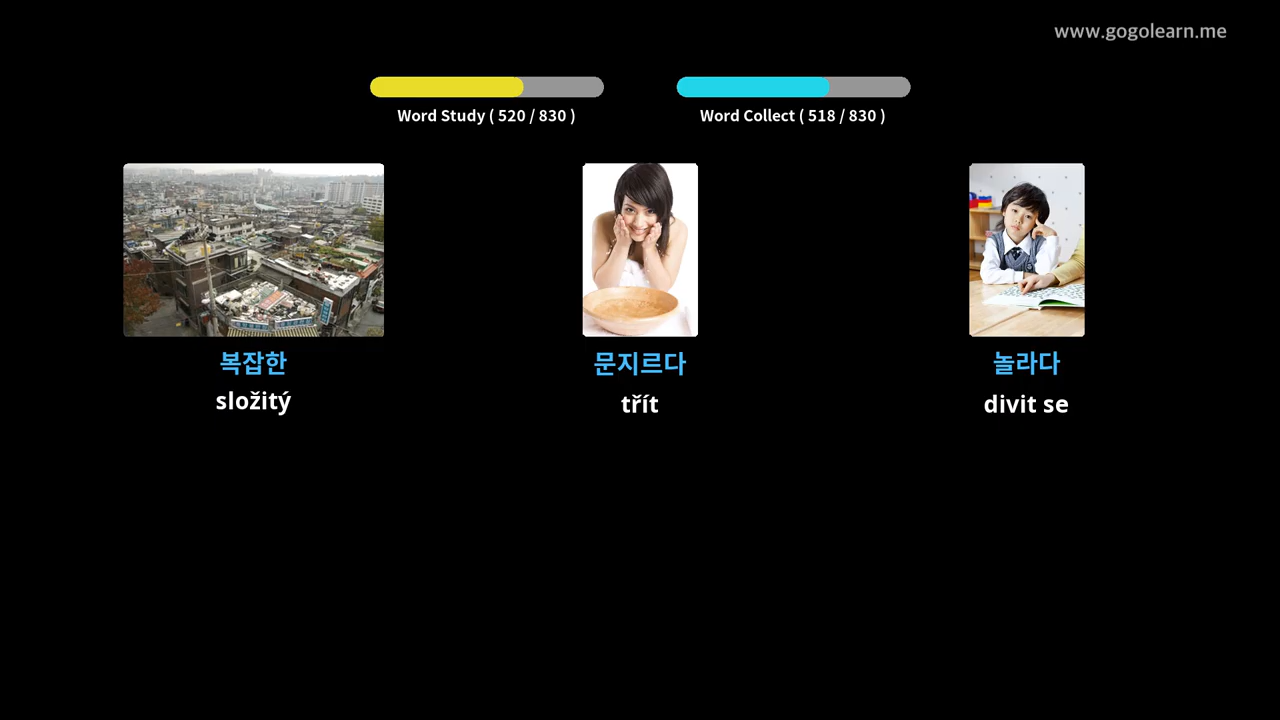 www.gogolearn.me
Word Study ( 520 / 830 )
Word Collect ( 518 / 830 )
복잡한
složitý
문지르다
třít
놀라다
divit se